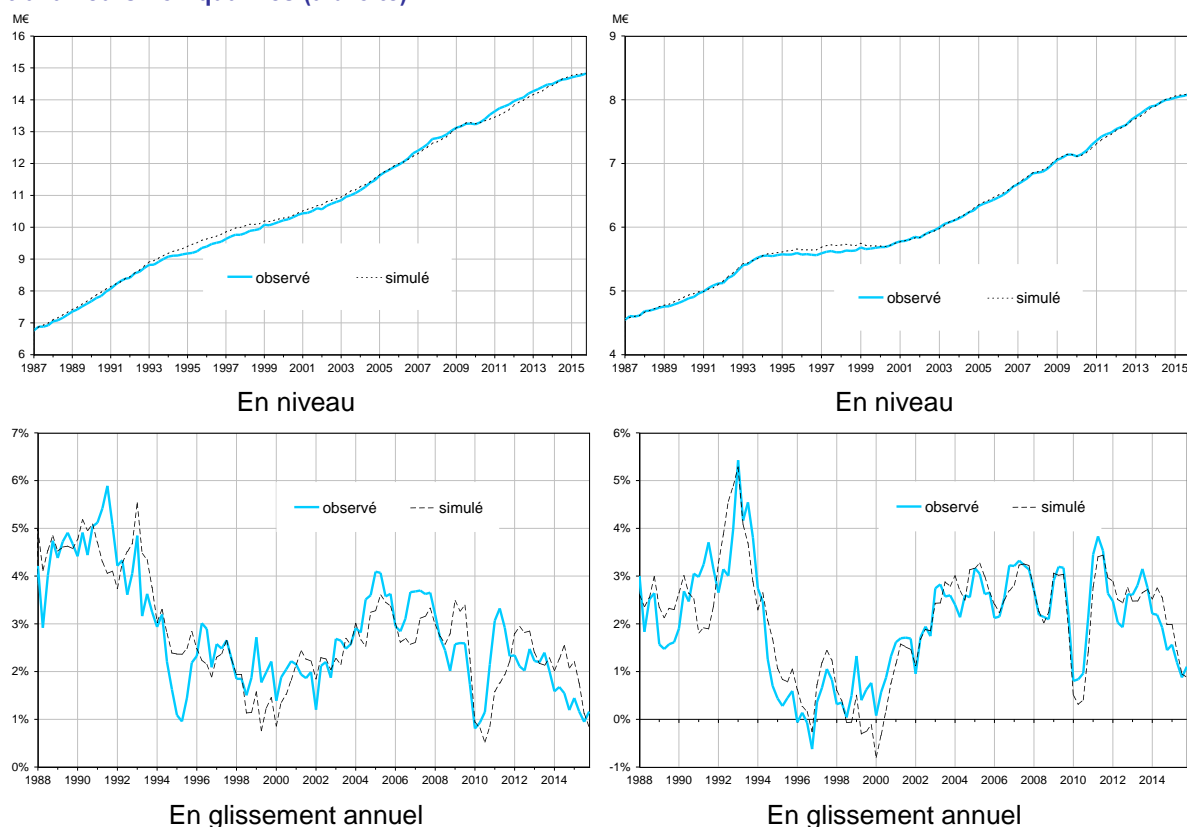 M€
16
15
14
13
12
11
10
9
8
7
6
observé
simulé
1987 1989 1991 1993 1995 1997 1999 2001 2003 2005 2007 2009 2011 2013 2015
En niveau
M€
9
8
7
6
5
4
observé
simulé
1987 1989 1991 1993 1995 1997 1999 2001 2003 2005 2007 2009 2011 2013 2015
En niveau
7%
6%
5%
4%
3%
2%
1%
0%
observé
simulé
1988 1990 1992 1994 1996 1998 2000 2002 2004 2006 2008 2010 2012 2014
En glissement annuel
6%
5%
4%
3%
2%
1%
0%
-1%
observé
simulé
1988 1990 1992 1994 1996 1998 2000 2002 2004 2006 2008 2010 2012 2014
En glissement annuel